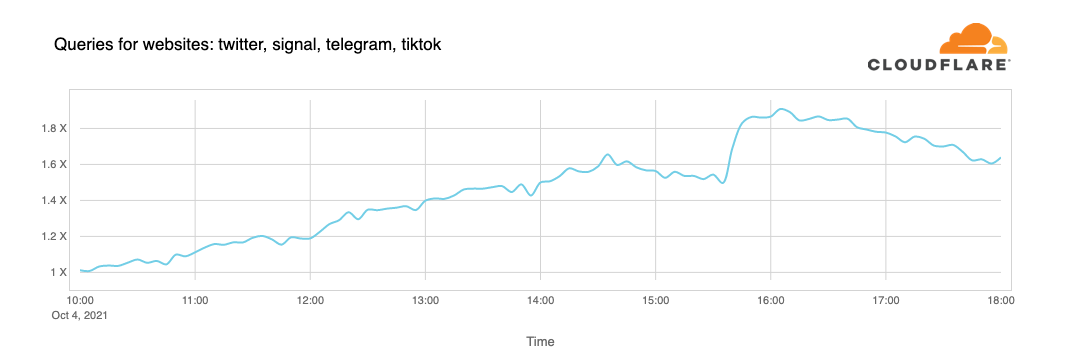 Queries for websites: twitter, signal, telegram, tiktok
CLOUDFLARE
1.8 X
1.6 X
1.4 X
1.2 X
1 X
10:00 11:00 12:00 13:00 14:00 15:00 16:00 17:00 18:00
Oct 4, 2021
Time